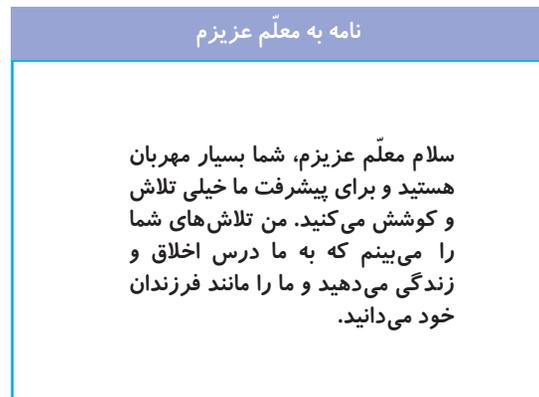 نامه به معلّم عزیزم
سلام معلّم عزیزم، شما بسیار مهربان
هستید و برای پیشرفت ما خیلی تلاش
و کوشش می‌کنید. من تلاش‌های شما
را می‌بینم که به ما درس اخلاق و
زندگی می‌دهید و ما را مانند فرزندان
خود می‌دانید.